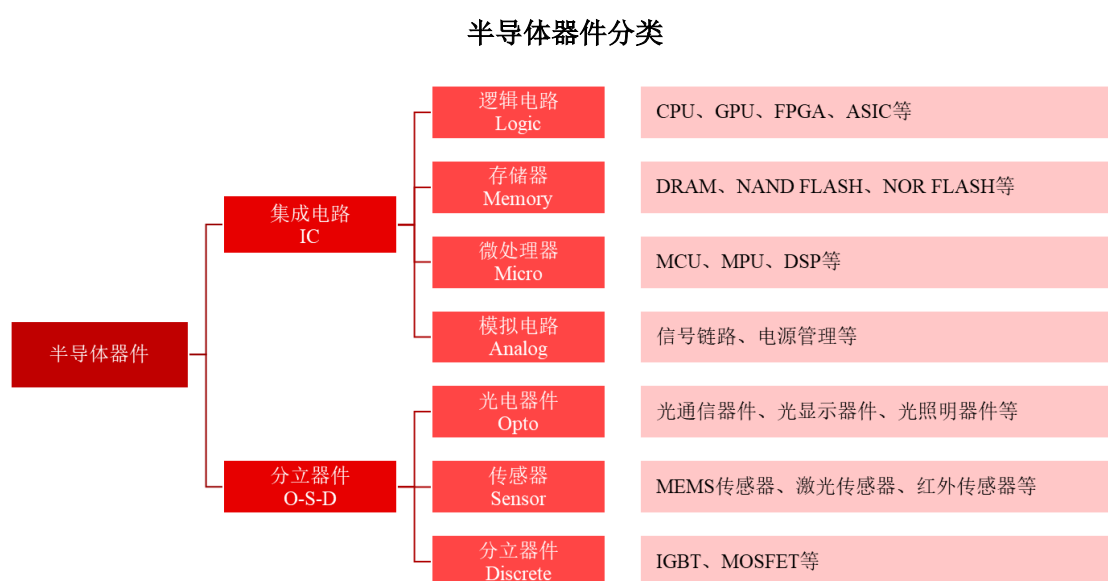 半导体器件分类
半导体器件
集成电路
IC
逻辑电路
Logic
CPU、GPU、FPGA、ASIC等
存储器
Memory
DRAM、NAND FLASH、NOR FLASH等
微处理器
Micro
MCU、MPU、DSP等
模拟电路
Analog
信号链路、电源管理等
分立器件
O-S-D
光电器件
Opto
光通信器件、光显示器件、光照明器件等
传感器
Sensor
MEMS传感器、激光传感器、红外传感器等
分立器件
Discrete
IGBT、MOSFET等